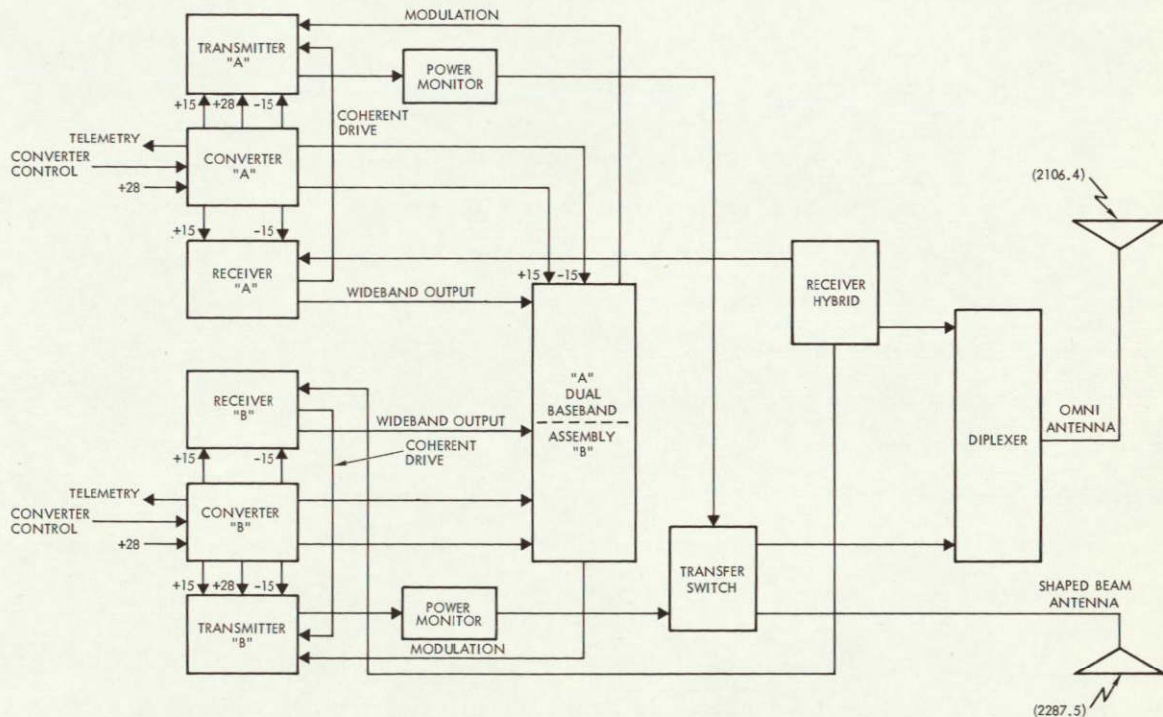 MODULATION
TRANSMITTER
"A"
POWER
MONITOR
+15 +28 -15
COHERENT
DRIVE
TELEMETRY
CONVERTER
CONTROL
+28
CONVERTER
"A"
+15 -15
RECEIVER
"A"
WIDEBAND OUTPUT
+15 -15
(2106.4)
RECEIVER
HYBRID
"A"
DUAL
BASEBAND
ASSEMBLY
"B"
RECEIVER
"B"
WIDEBAND OUTPUT
COHERENT
DRIVE
+15 -15
DIPLEXER
OMNI
ANTENNA
TELEMETRY
CONVERTER
CONTROL
+28
CONVERTER
"B"
+15 +28 -15
TRANSMITTER
"B"
POWER
MONITOR
MODULATION
TRANSFER
SWITCH
SHAPED BEAM
ANTENNA
(2287.5)